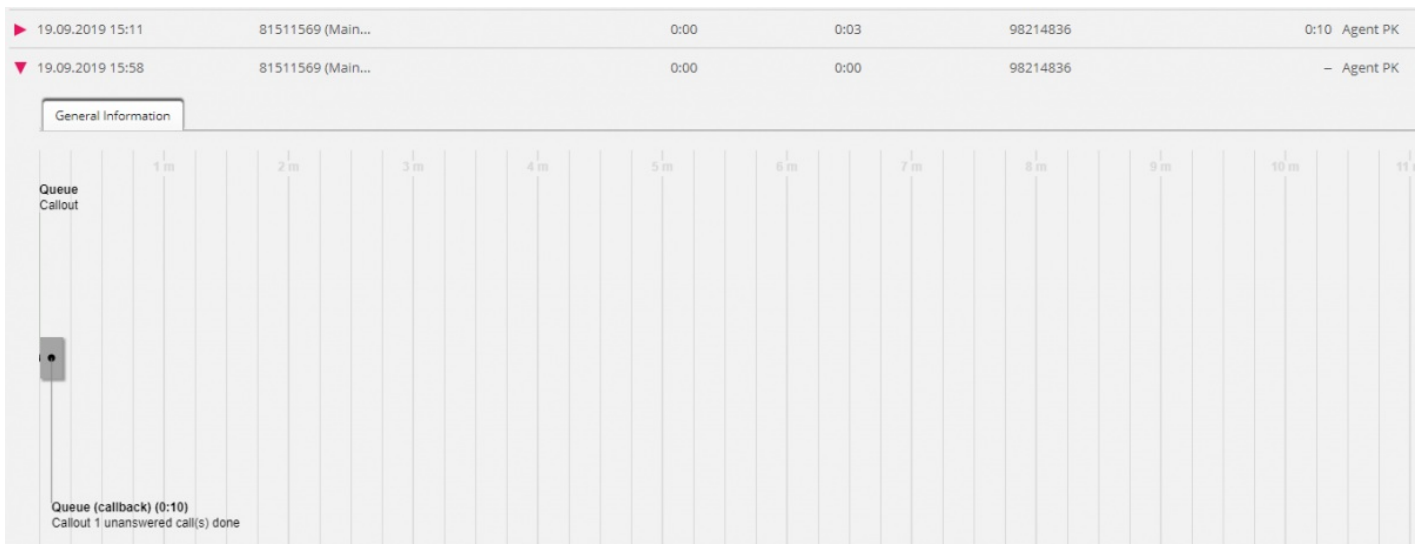 19.09.2019 15:11 81511569 (Main... 0:00 0:03 98214836 0:10 Agent PK
19.09.2019 15:58 81511569 (Main... 0:00 0:00 98214836 – Agent PK
General Information
1 m 2 m 3 m 4 m 5 m 6 m 7 m 8 m 9 m 10 m 11
Queue
Callout
Queue (callback) (0:10)
Callout 1 unanswered call(s) done